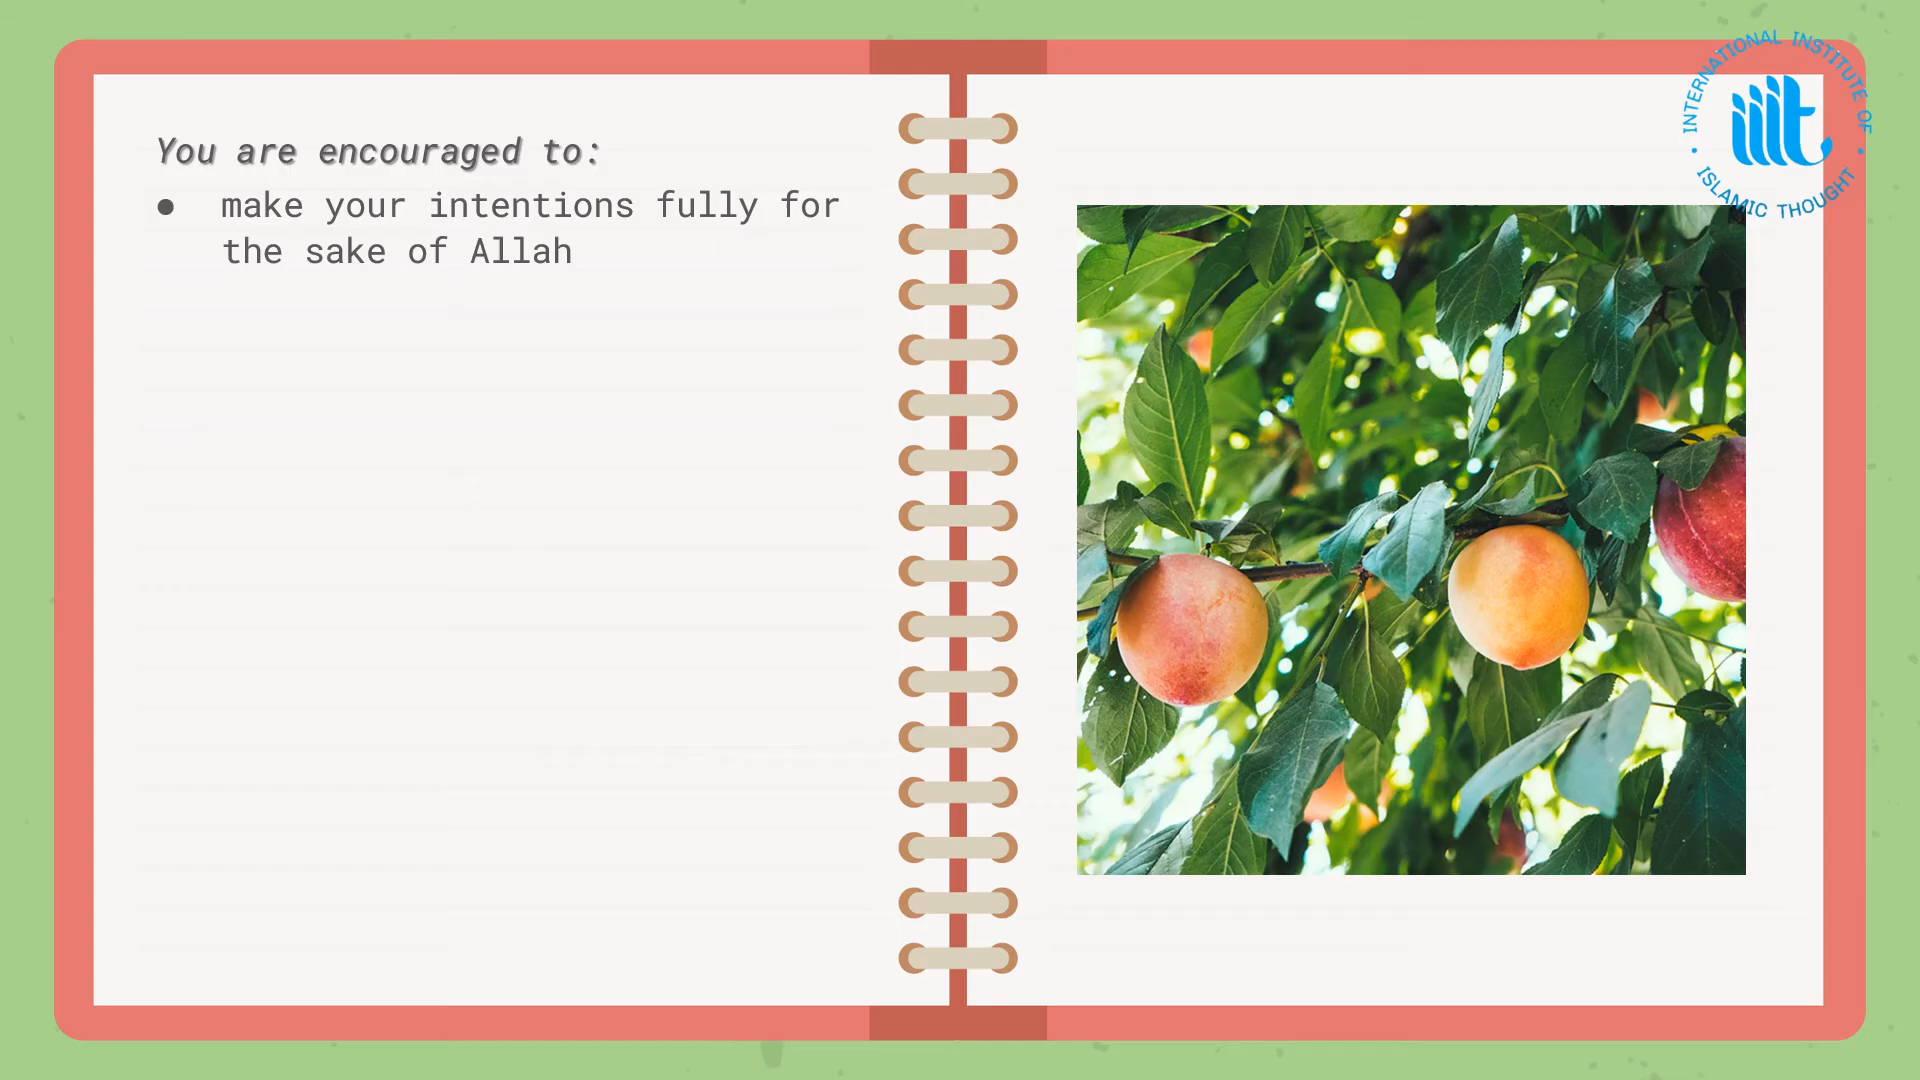 You are encouraged to:
● make your intentions fully for
the sake of Allah
INTERNATIONAL INSTITUTE OF
iiit
• ISLAMIC THOUGHT •